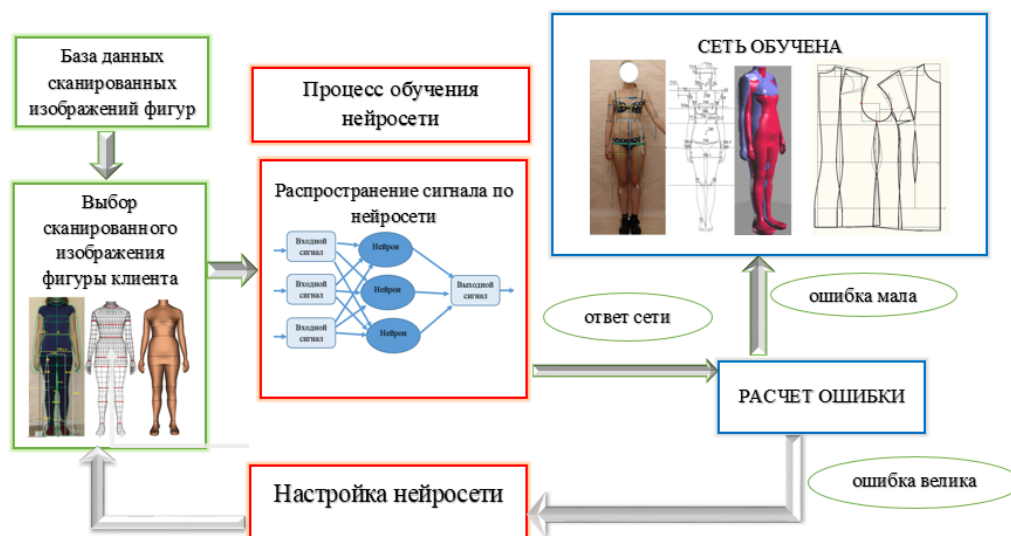 База данных
сканированных
изображений фигур
Выбор
сканированного
изображения
фигуры клиента
Процесс обучения
нейросети
Распространение сигнала по
нейросети
Входной
сигнал
Входной
сигнал
Входной
сигнал
Нейрон
Нейрон
Нейрон
Выходной
сигнал
СЕТЬ ОБУЧЕНА
ответ сети
ошибка мала
РАСЧЕТ ОШИБКИ
ошибка велика
Настройка нейросети